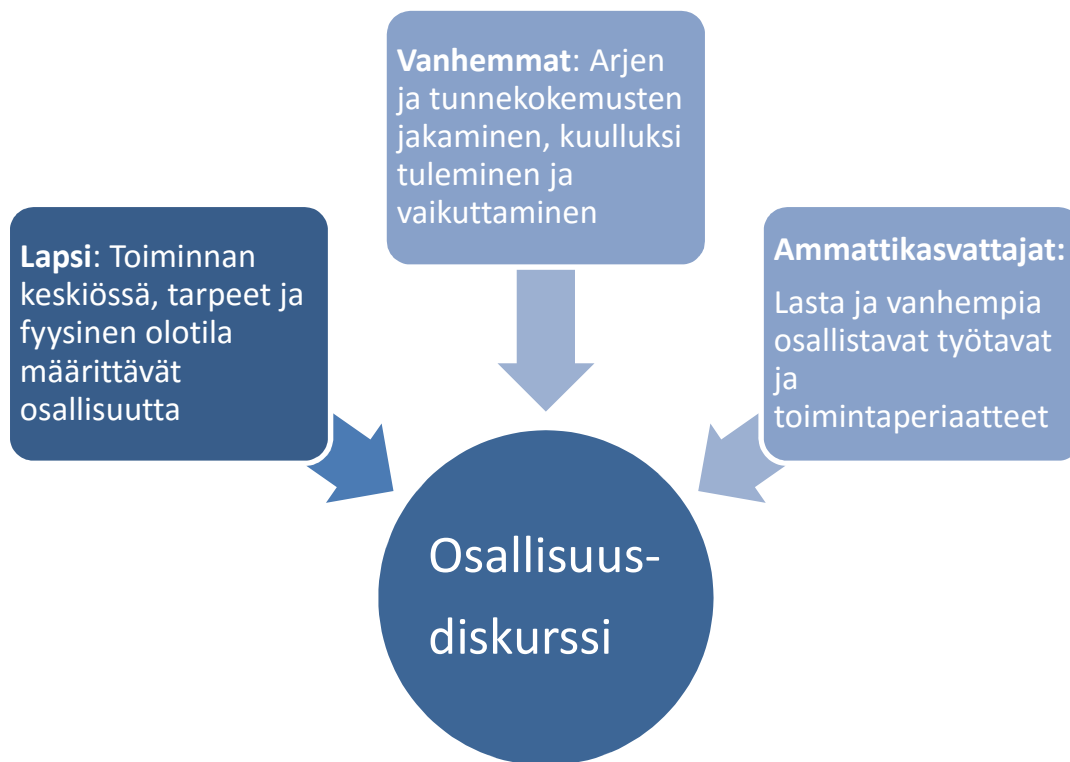 Vanhemmat: Arjen
ja tunnekokemusten
jakaminen, kuulluksi
tuleminen ja
vaikuttaminen
Lapsi: Toiminnan
keskiössä, tarpeet ja
fyysinen olotila
määrittävät
osallisuutta
Ammattikasvattajat:
Lasta ja vanhempia
osallistavat työtavat
ja
toimintaperiaatteet
Osallisuus-
diskurssi